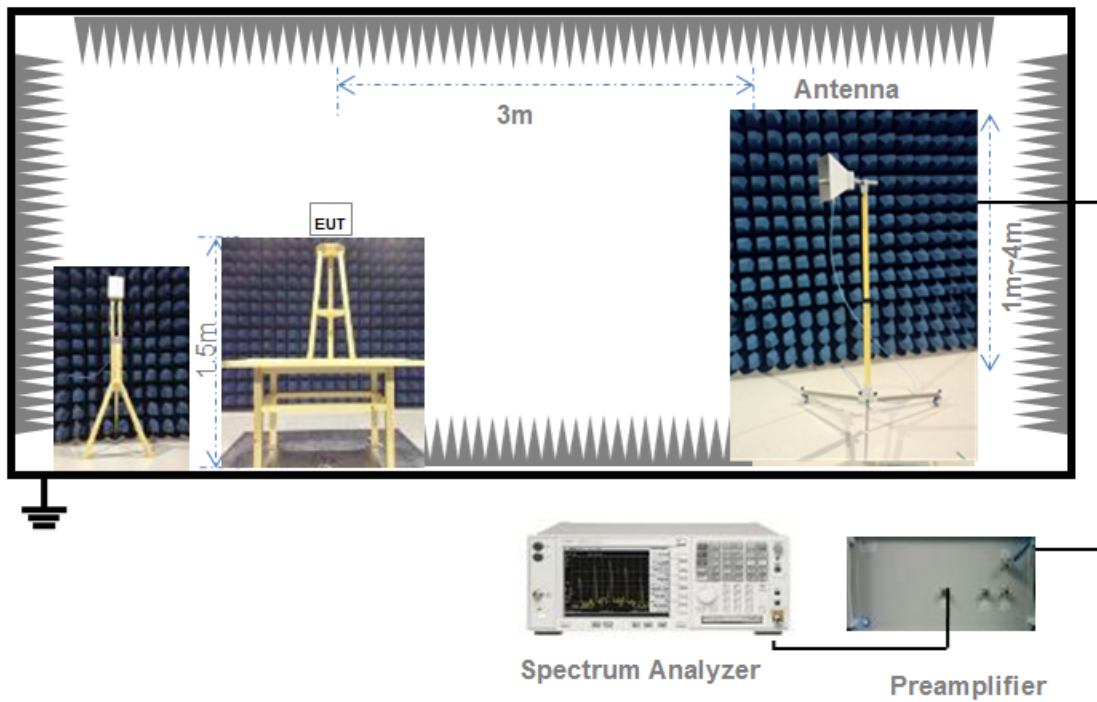 Antenna
3m
EUT
1.5m
1m~4m
Spectrum Analyzer
Preamplifier